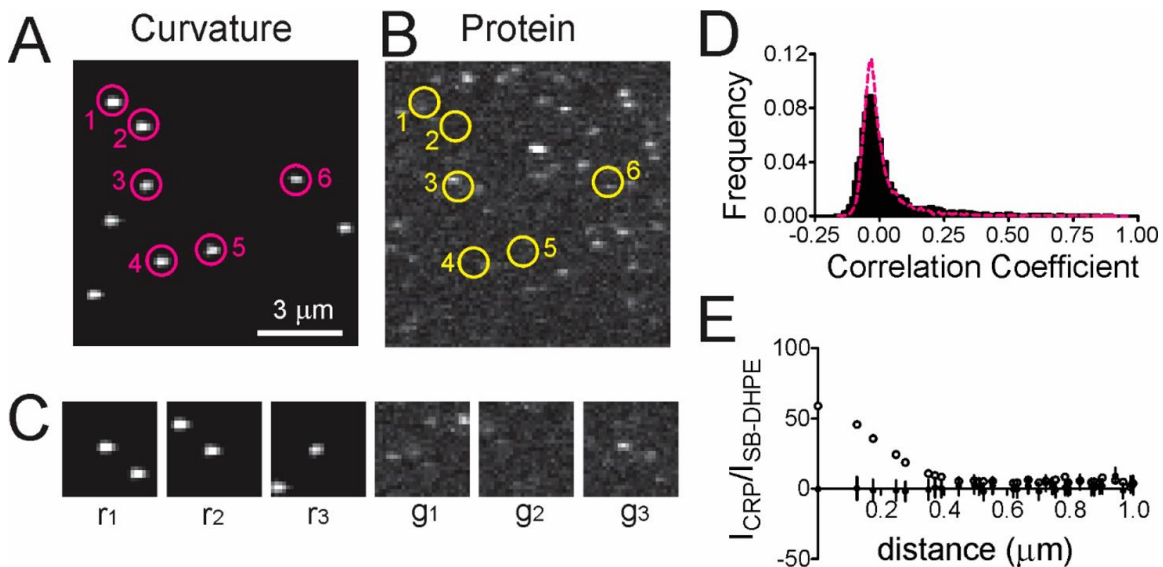 A Curvature
1
2
3
4
5
6
3 μm
B Protein
1
2
3
4
5
6
C
r1 r2 r3 g1 g2 g3
D
Frequency
0.12
0.08
0.04
0.00
-0.25 0.00 0.25 0.50 0.75 1.00
Correlation Coefficient
E
ICRP/ISB-DHPE
100
50
0
-50
0.2 0.4 0.6 0.8 1.0
distance (μm)